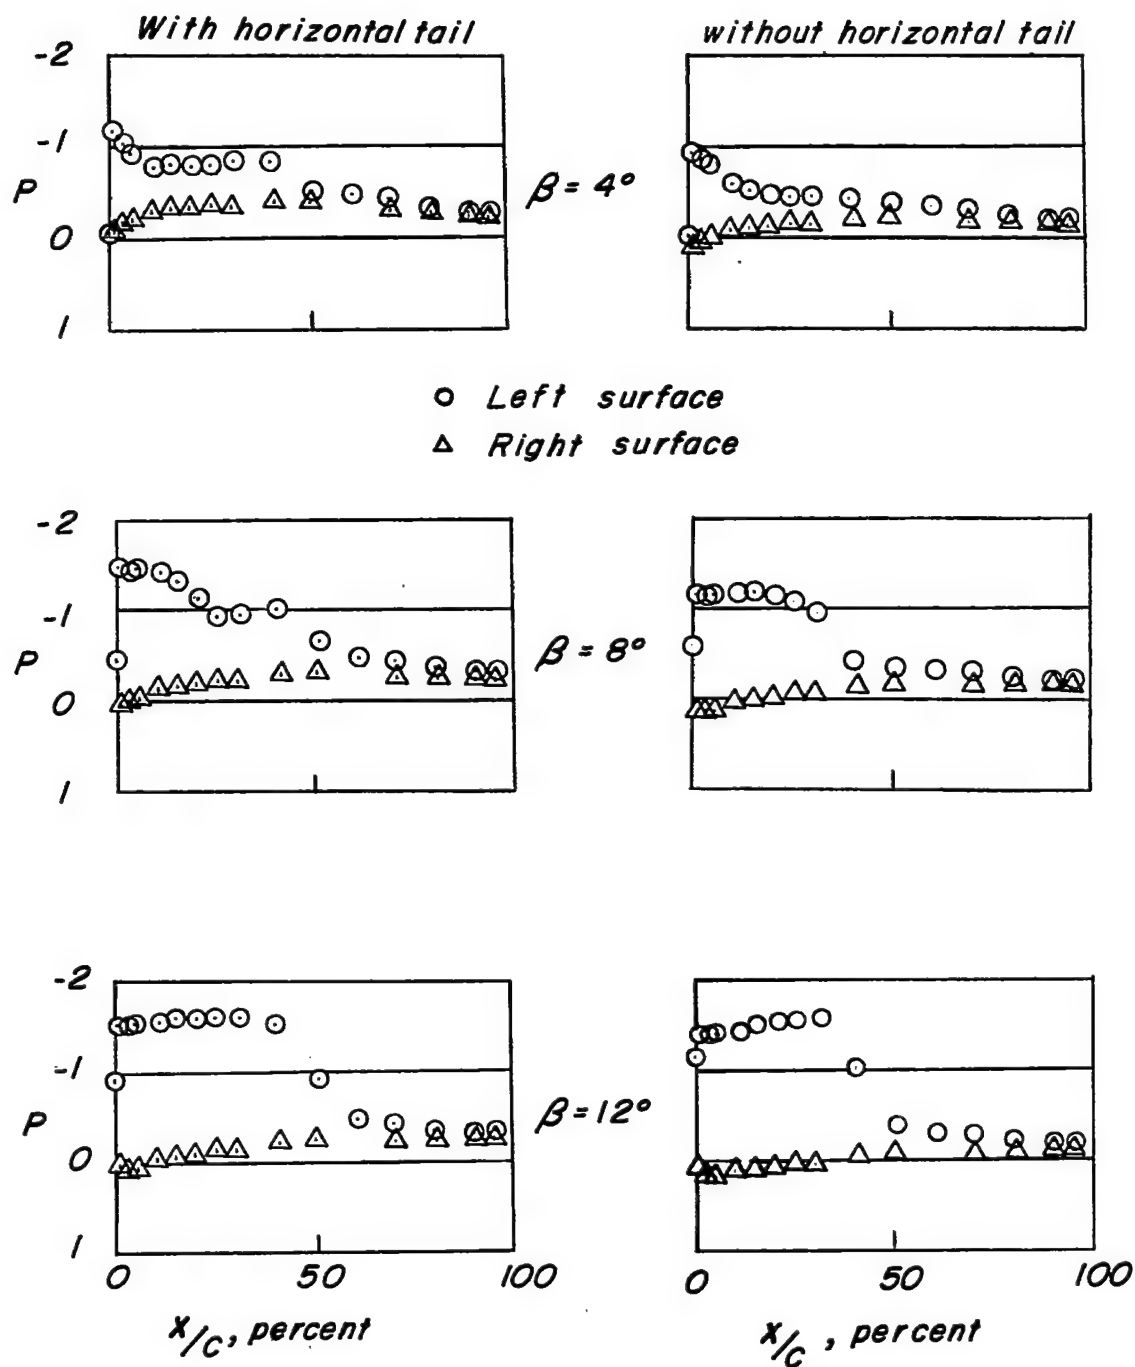 With horizontal tail
without horizontal tail
-2
-1
P
0
1
β = 4°
Left surface
Right surface
-2
-1
P
0
1
β = 8°
-2
-1
P
0
1
β = 12°
0 50 100
0 50 100
x/c, percent
x/c, percent